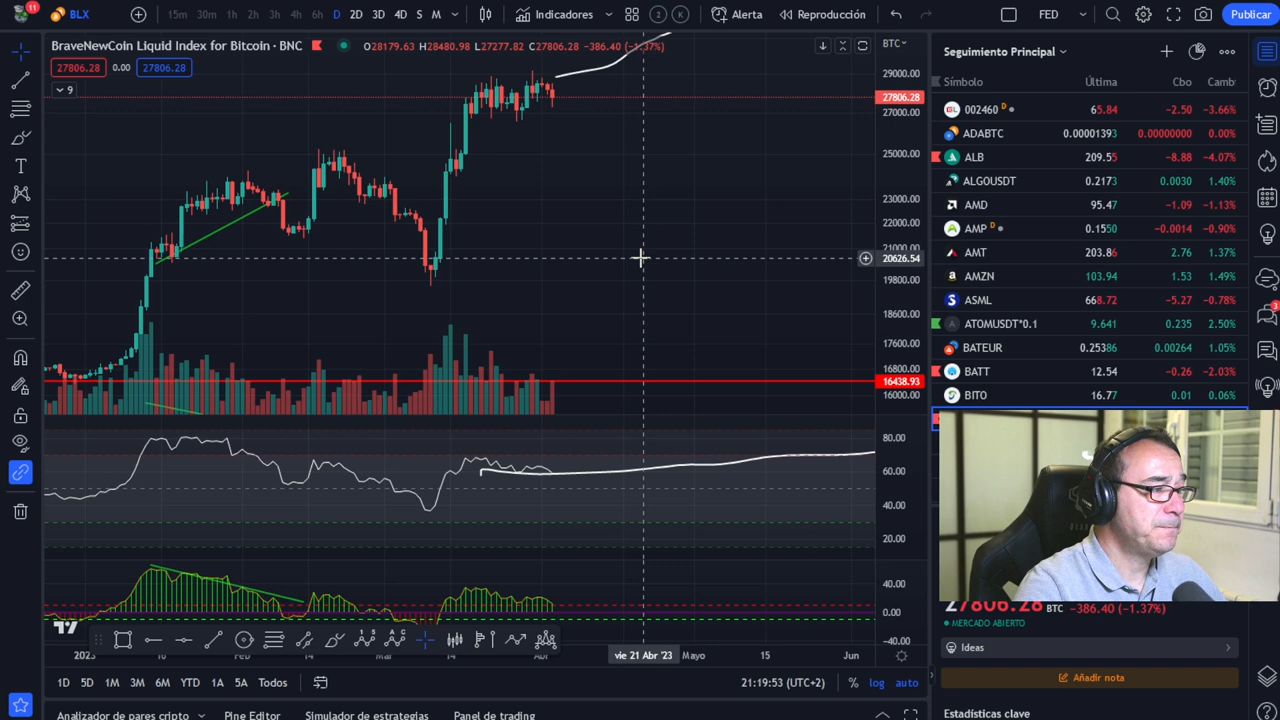 11
BLX
15m 30m 1h 2h 3h 4h 6h D 2D 3D 4D S M
Indicadores
2 K
Alerta
Reproducción
FED
Publicar
BraveNewCoin Liquid Index for Bitcoin · BNC
O28179.63 H28480.98 L27277.82 C27806.28 −386.40 (−1.37%)
BTC
27806.28 0.00 27806.28
9
29000.00
27806.28
27000.00
25000.00
23000.00
22000.00
21000.00
20626.54
19800.00
18600.00
17600.00
16800.00
16438.93
16000.00
80.00
60.00
40.00
20.00
40.00
0.00
−40.00
2023 16 Feb 14 Mar 14 Abr vie 21 Abr '23 Mayo 15 Jun
1D 5D 1M 3M 6M YTD 1A 5A Todos
21:19:53 (UTC+2)
% log auto
Analizador de pares cripto Pine Editor Simulador de estrategias Panel de trading
Seguimiento Principal
Símbolo Última Cbo Camb
002460 D 65.84 −2.50 −3.66%
ADABTC 0.00001393 0.00000000 0.00%
ALB 209.55 −8.88 −4.07%
ALGOUSDT 0.2173 0.0030 1.40%
AMD 95.47 −1.09 −1.13%
AMP D 0.1550 −0.0014 −0.90%
AMT 203.86 2.76 1.37%
AMZN 103.94 1.53 1.49%
ASML 668.72 −5.27 −0.78%
ATOMUSDT*0.1 9.641 0.235 2.50%
BATEUR 0.25386 0.00264 1.05%
BATT 12.54 −0.26 −2.03%
BITO 16.77 0.01 0.06%
3
27806.28 BTC −386.40 (−1.37%)
MERCADO ABIERTO
Ideas
Añadir nota
Estadísticas clave